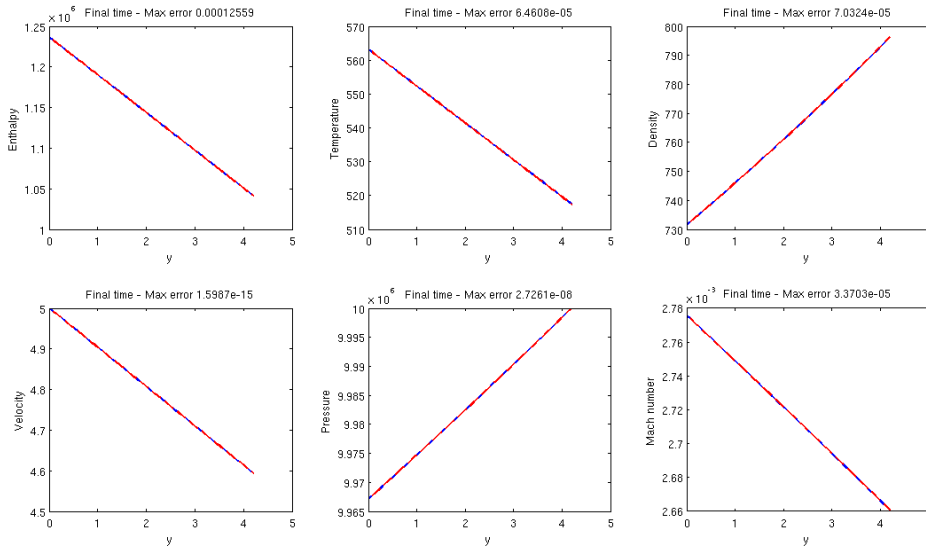 Final time - Max error 0.00012559
× 10^6
1.25
1.2
1.15
1.1
1.05
1
Enthalpy
0 1 2 3 4 5
y
Final time - Max error 6.4608e-05
570
560
550
540
530
520
510
Temperature
0 1 2 3 4 5
y
Final time - Max error 7.0324e-05
800
790
780
770
760
750
740
730
Density
0 1 2 3 4
y
Final time - Max error 1.5987e-15
5
4.9
4.8
4.7
4.6
4.5
Velocity
0 1 2 3 4 5
y
Final time - Max error 2.7261e-08
× 10^6
10
9.995
9.99
9.985
9.98
9.975
9.97
9.965
Pressure
0 1 2 3 4 5
y
Final time - Max error 3.3703e-05
× 10^-3
2.78
2.76
2.74
2.72
2.7
2.68
2.66
Mach number
0 1 2 3 4
y